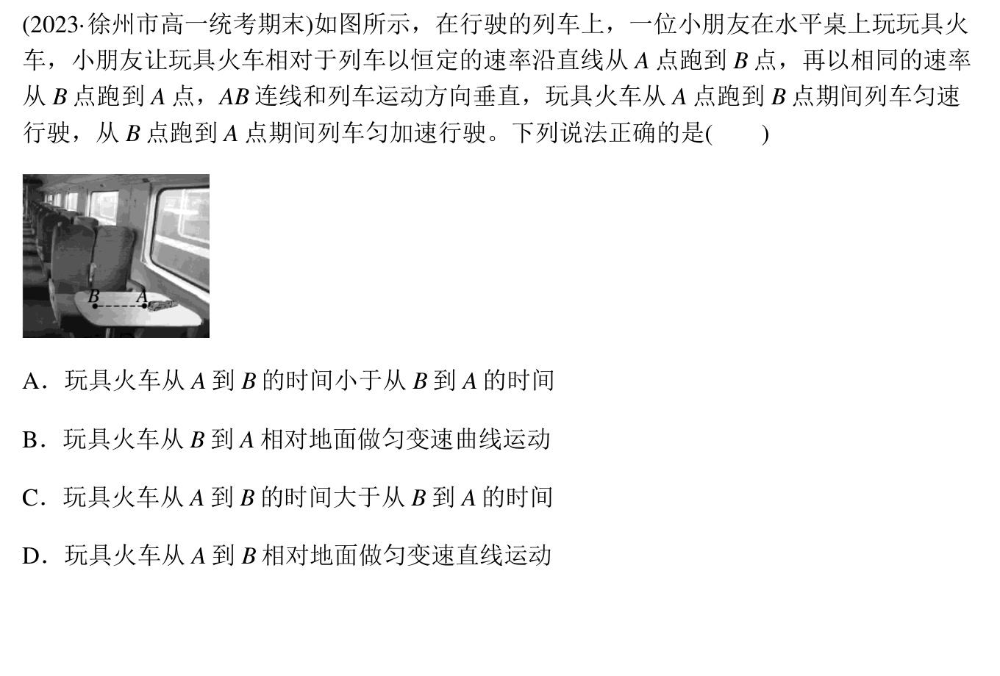 (2023·徐州市高一统考期末)如图所示，在行驶的列车上，一位小朋友在水平桌上玩玩具火
车，小朋友让玩具火车相对于列车以恒定的速率沿直线从 A 点跑到 B 点，再以相同的速率
从 B 点跑到 A 点，AB 连线和列车运动方向垂直，玩具火车从 A 点跑到 B 点期间列车匀速
行驶，从 B 点跑到 A 点期间列车匀加速行驶。下列说法正确的是(　　)
B A
A．玩具火车从 A 到 B 的时间小于从 B 到 A 的时间
B．玩具火车从 B 到 A 相对地面做匀变速曲线运动
C．玩具火车从 A 到 B 的时间大于从 B 到 A 的时间
D．玩具火车从 A 到 B 相对地面做匀变速直线运动